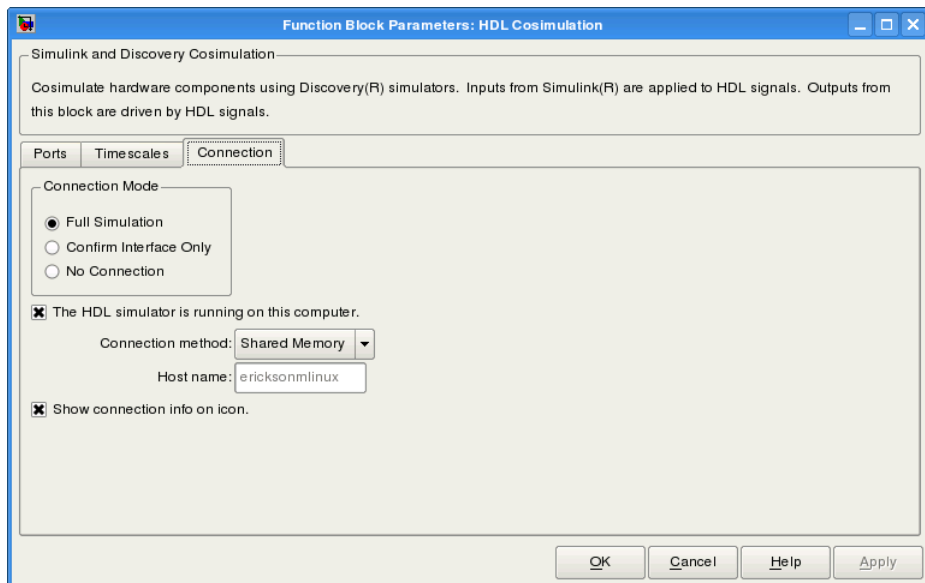 Function Block Parameters: HDL Cosimulation
Simulink and Discovery Cosimulation
Cosimulate hardware components using Discovery(R) simulators. Inputs from Simulink(R) are applied to HDL signals. Outputs from
this block are driven by HDL signals.
Ports Timescales Connection
Connection Mode
Full Simulation
Confirm Interface Only
No Connection
The HDL simulator is running on this computer.
Connection method: Shared Memory
Host name: ericksonmlinux
Show connection info on icon.
OK Cancel Help Apply